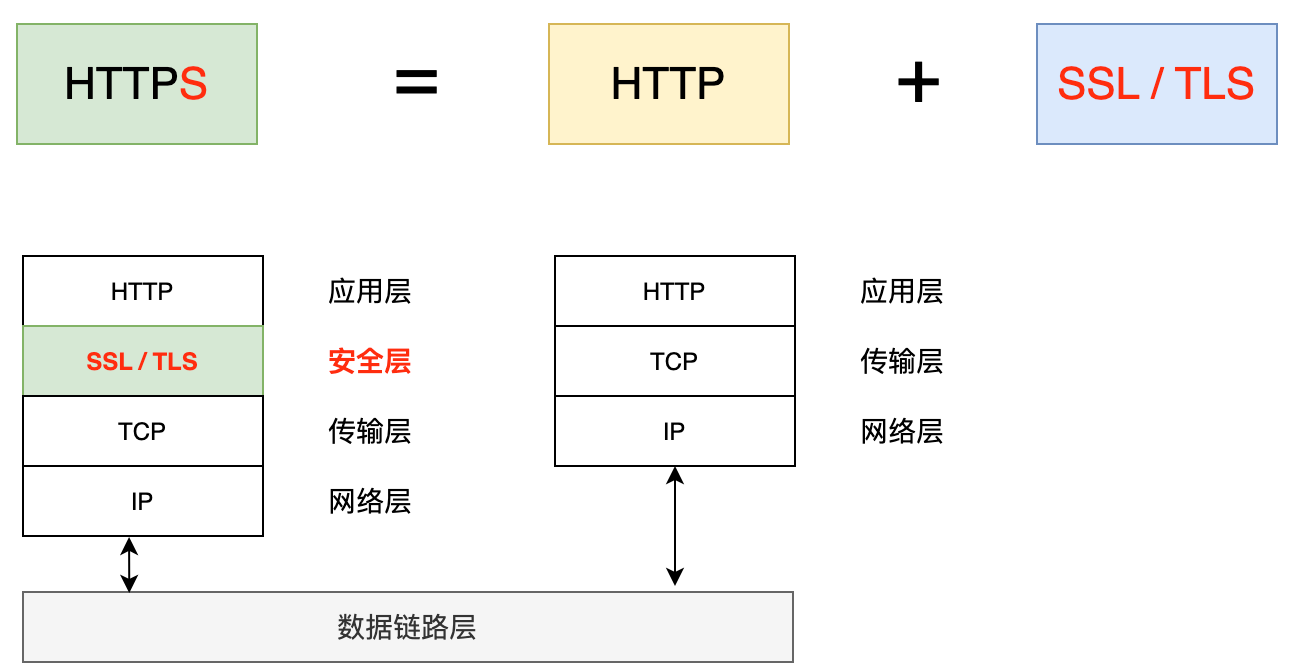 HTTPS = HTTP + SSL / TLS
HTTP 应用层 HTTP 应用层
SSL / TLS 安全层 TCP 传输层
TCP 传输层 IP 网络层
IP 网络层
数据链路层